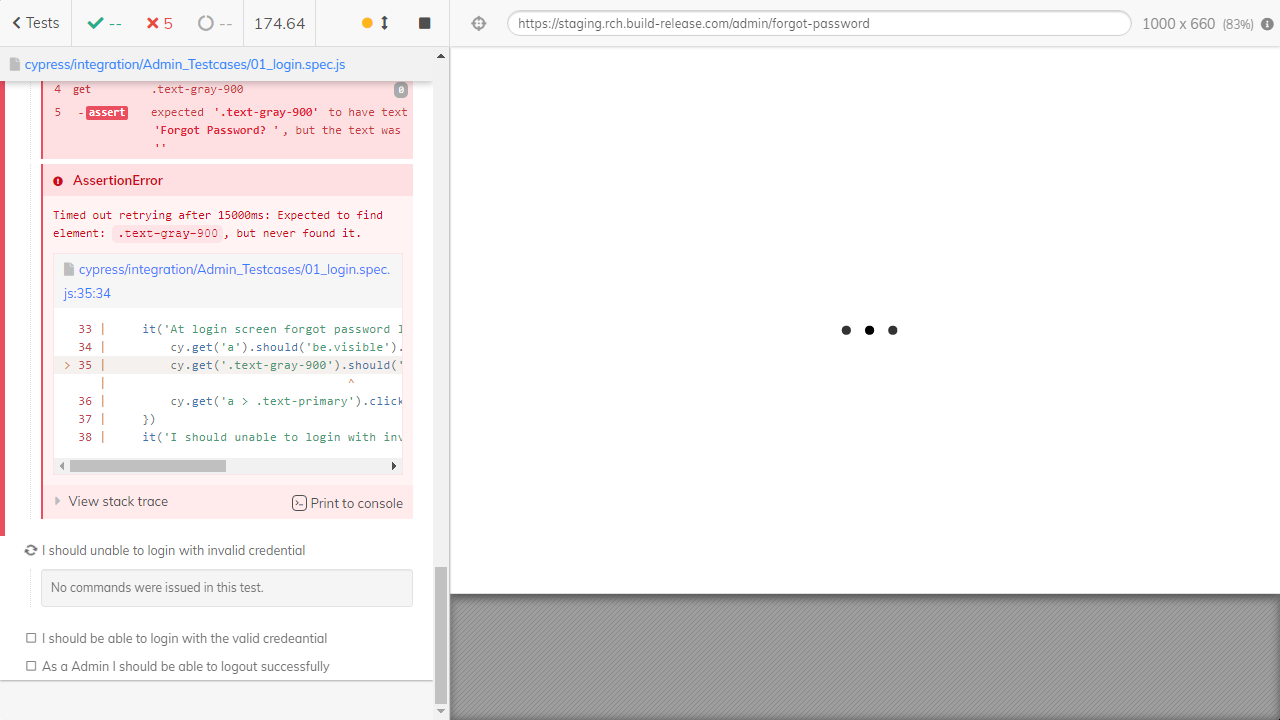 Tests
--
5
--
174.64
https://staging.rch.build-release.com/admin/forgot-password
1000 x 660 (83%)
cypress/integration/Admin_Testcases/01_login.spec.js
4 get .text-gray-900 0
5 -assert expected '.text-gray-900' to have text
'Forgot Password? ', but the text was
''
AssertionError
Timed out retrying after 15000ms: Expected to find
element: .text-gray-900, but never found it.
cypress/integration/Admin_Testcases/01_login.spec.
js:35:34
33 | it('At login screen forgot password l
34 | cy.get('a').should('be.visible').
> 35 | cy.get('.text-gray-900').should('
| ^
36 | cy.get('a > .text-primary').click
37 | })
38 | it('I should unable to login with inv
View stack trace
Print to console
I should unable to login with invalid credential
No commands were issued in this test.
I should be able to login with the valid credeantial
As a Admin I should be able to logout successfully